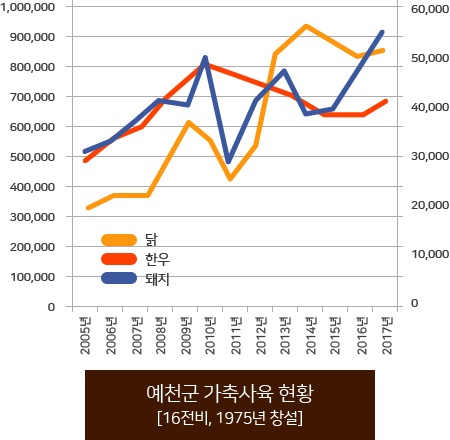 1,000,000
900,000
800,000
700,000
600,000
500,000
400,000
300,000
200,000
100,000
0
60,000
50,000
40,000
30,000
20,000
10,000
0
닭
한우
돼지
2005년
2006년
2007년
2008년
2009년
2010년
2011년
2012년
2013년
2014년
2015년
2016년
2017년
예천군 가축사육 현황
[16전비, 1975년 창설]